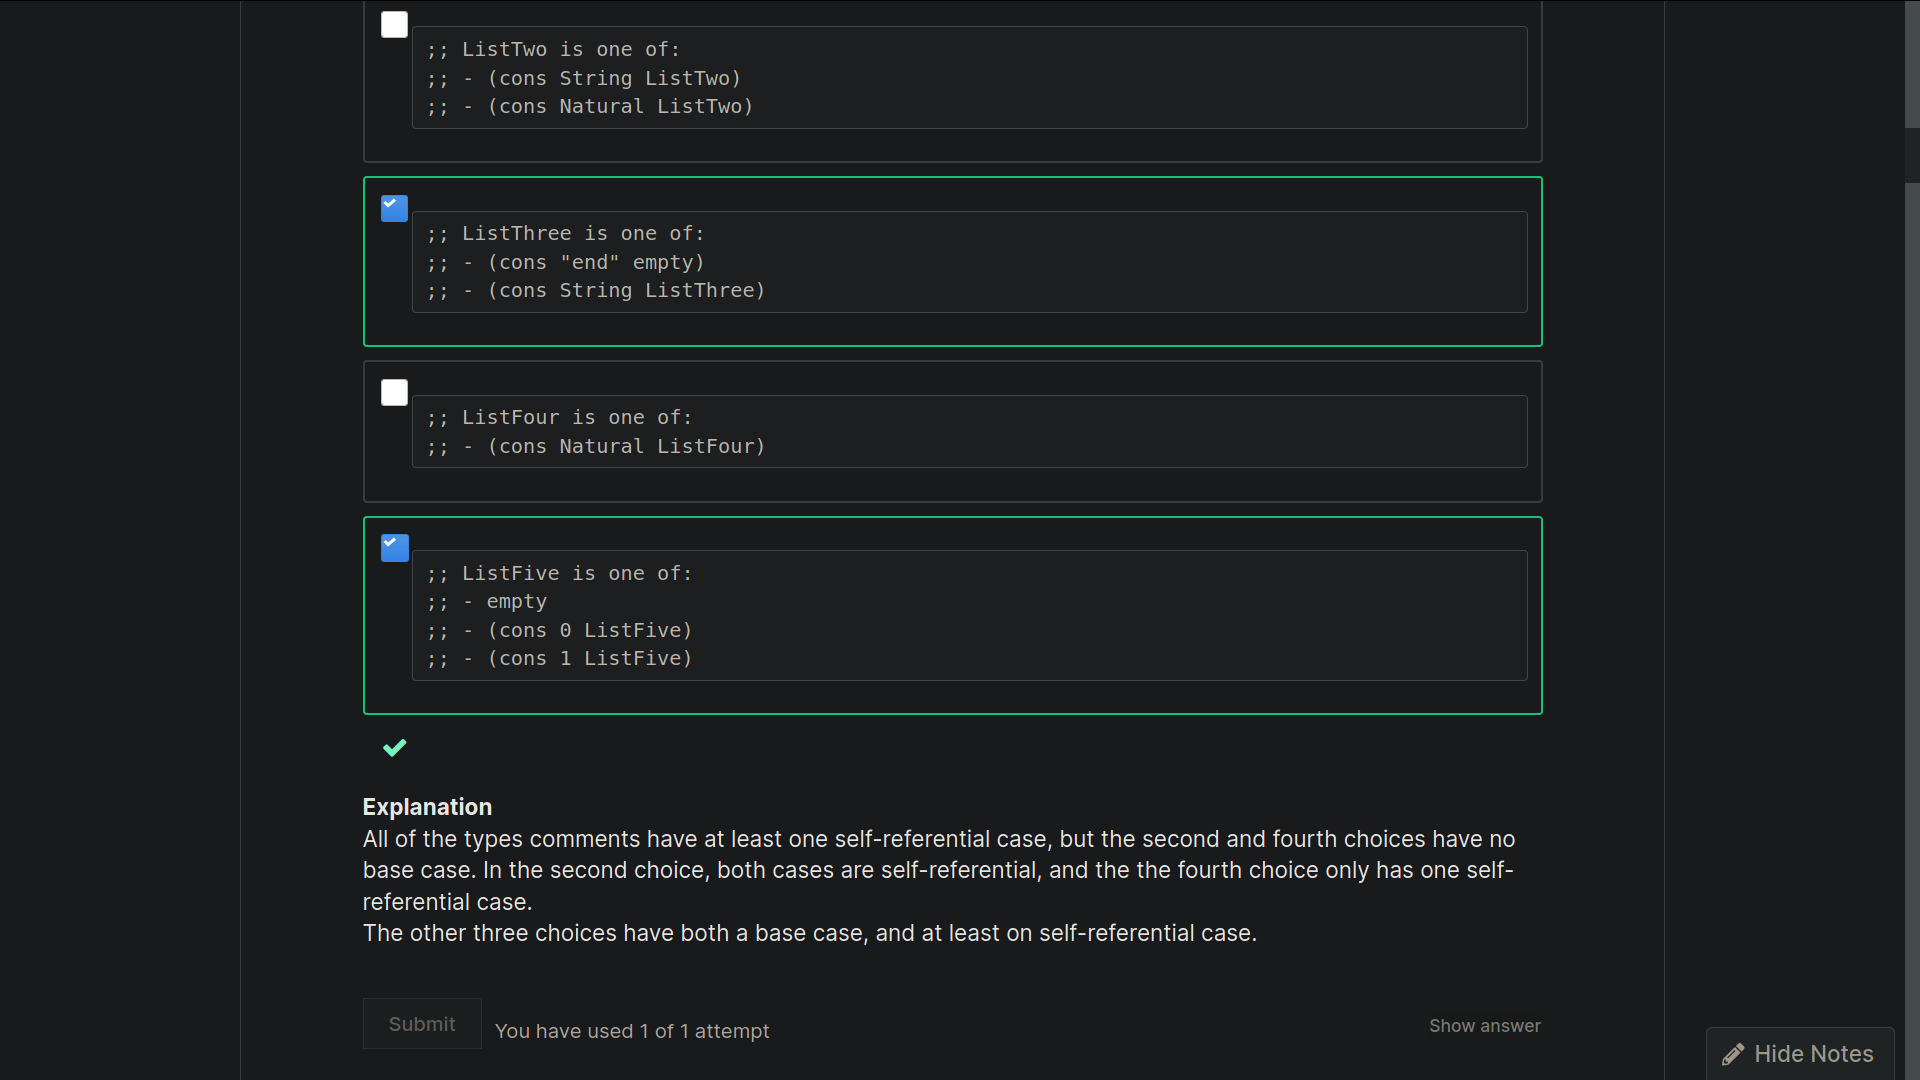 ;; ListTwo is one of:
;; - (cons String ListTwo)
;; - (cons Natural ListTwo)
;; ListThree is one of:
;; - (cons "end" empty)
;; - (cons String ListThree)
;; ListFour is one of:
;; - (cons Natural ListFour)
;; ListFive is one of:
;; - empty
;; - (cons 0 ListFive)
;; - (cons 1 ListFive)
Explanation
All of the types comments have at least one self-referential case, but the second and fourth choices have no
base case. In the second choice, both cases are self-referential, and the the fourth choice only has one self-
referential case.
The other three choices have both a base case, and at least on self-referential case.
Submit
You have used 1 of 1 attempt
Show answer
Hide Notes